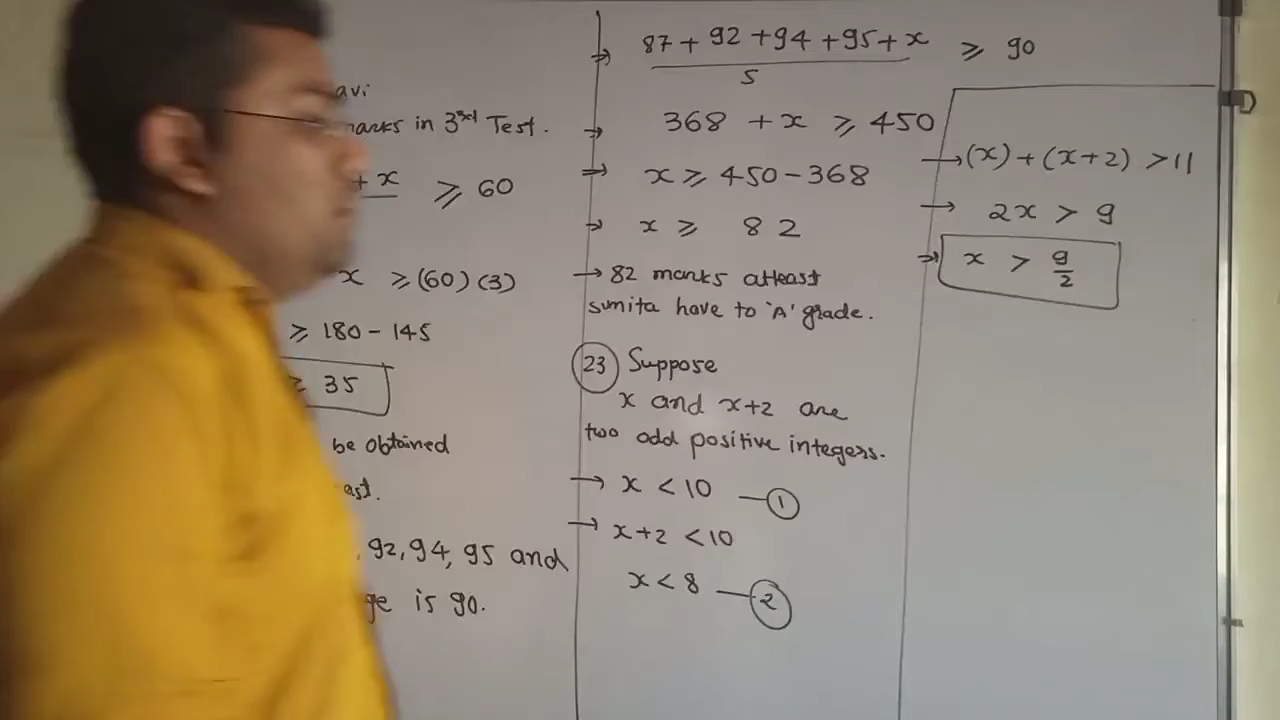 avi
marks in 3rd Test.
+ x ≥ 60
x ≥ (60) (3)
≥ 180 - 145
≥ 35
be obtained
ast.
, 92, 94, 95 and
ge is 90.
→ 87 + 92 + 94 + 95 + x / 5 ≥ 90
→ 368 + x ≥ 450
⇒ x ≥ 450 - 368
→ x ≥ 82
→ 82 marks atleast
sumita have to 'A' grade.
23 Suppose
x and x+2 are
two odd positive integers.
→ x < 10 — 1
→ x+2 < 10
x < 8 — 2
→ (x) + (x+2) > 11
→ 2x > 9
→ x > 9/2